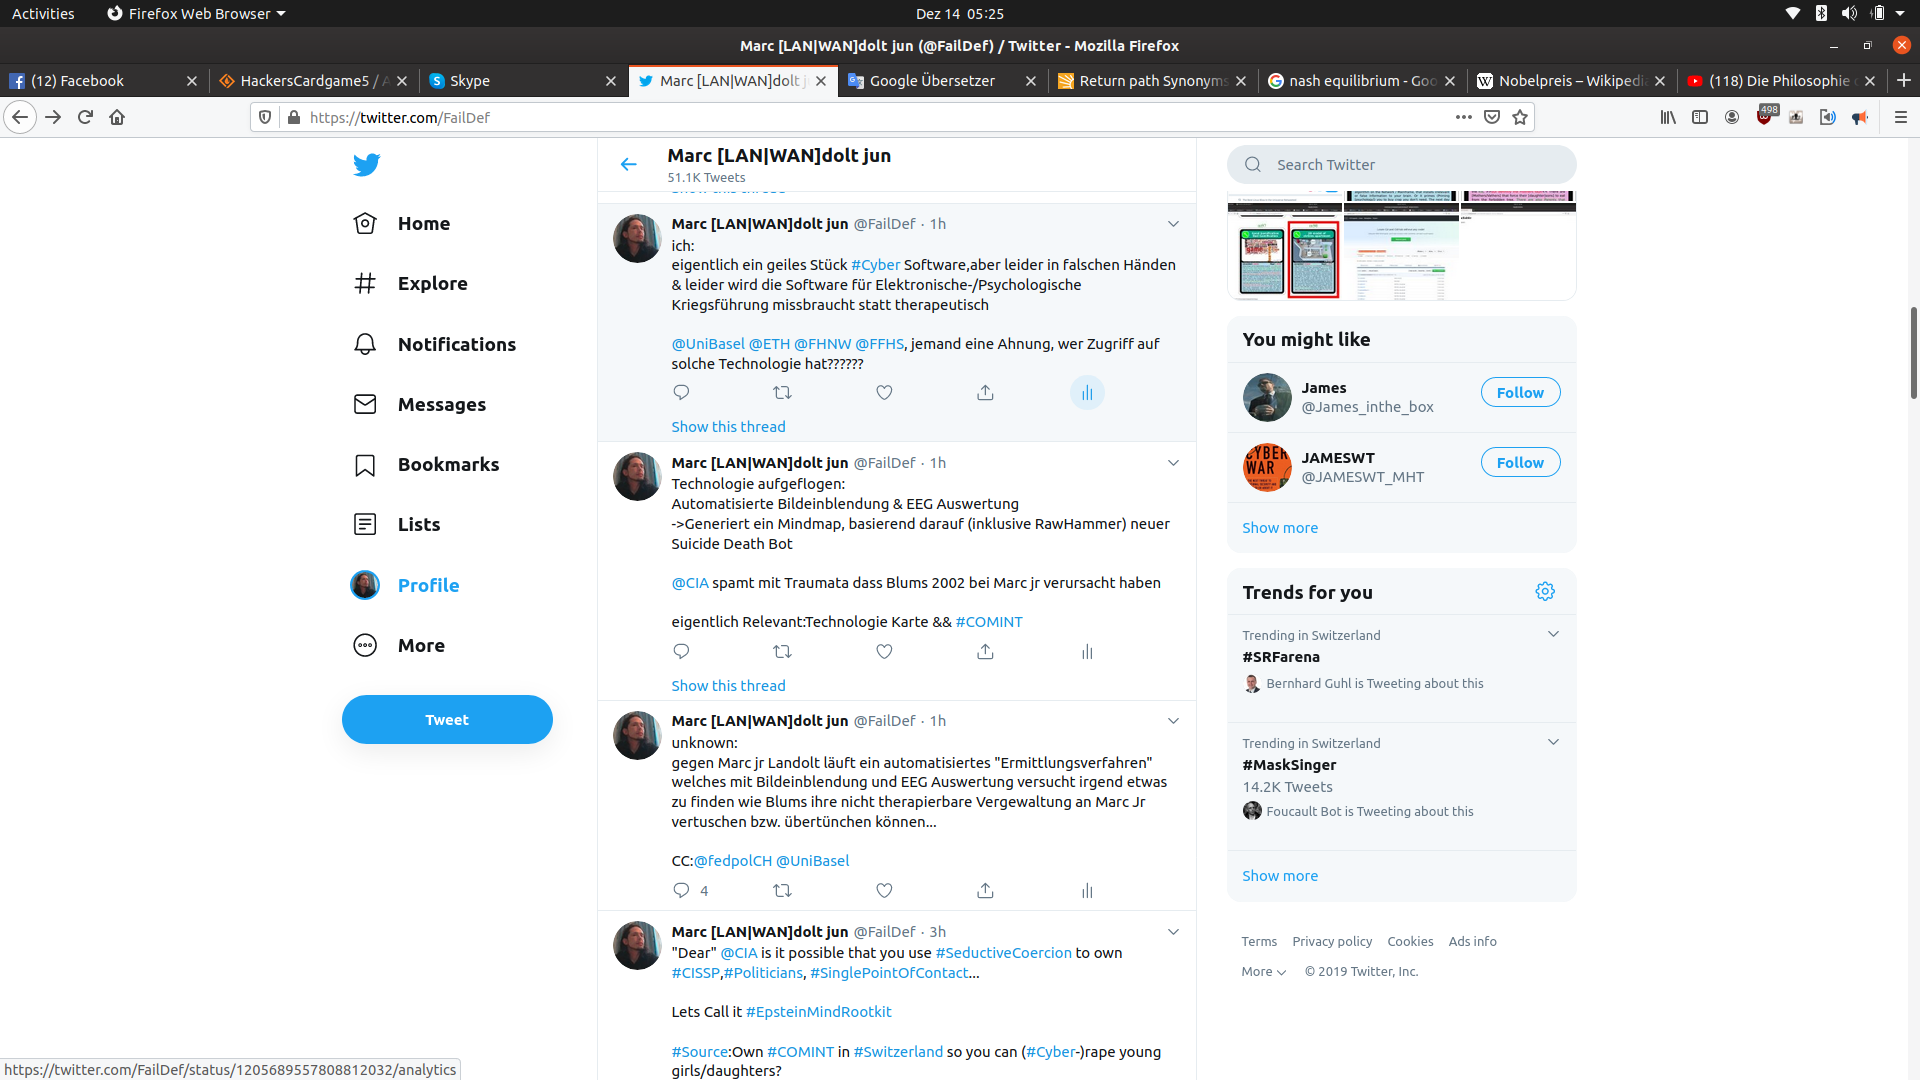 Activities
Firefox Web Browser
Dez 14 05:25
Marc [LAN|WAN]dolt jun (@FailDef) / Twitter - Mozilla Firefox
(12) Facebook
HackersCardgame5 / A
Skype
Marc [LAN|WAN]dolt j
Google Übersetzer
Return path Synonyms
nash equilibrium - Goo
Nobelpreis – Wikipedi
(118) Die Philosophie
https://twitter.com/FailDef
498
Home
Explore
Notifications
Messages
Bookmarks
Lists
Profile
More
Tweet
Marc [LAN|WAN]dolt jun
51.1K Tweets
Show this thread
Marc [LAN|WAN]dolt jun @FailDef · 1h
ich:
eigentlich ein geiles Stück #Cyber Software,aber leider in falschen Händen
& leider wird die Software für Elektronische-/Psychologische
Kriegsführung missbraucht statt therapeutisch
@UniBasel @ETH @FHNW @FFHS, jemand eine Ahnung, wer Zugriff auf
solche Technologie hat??????
Show this thread
Marc [LAN|WAN]dolt jun @FailDef · 1h
Technologie aufgeflogen:
Automatisierte Bildeinblendung & EEG Auswertung
->Generiert ein Mindmap, basierend darauf (inklusive RawHammer) neuer
Suicide Death Bot
@CIA spamt mit Traumata dass Blums 2002 bei Marc jr verursacht haben
eigentlich Relevant:Technologie Karte && #COMINT
Show this thread
Marc [LAN|WAN]dolt jun @FailDef · 1h
unknown:
gegen Marc jr Landolt läuft ein automatisiertes "Ermittlungsverfahren"
welches mit Bildeinblendung und EEG Auswertung versucht irgend etwas
zu finden wie Blums ihre nicht therapierbare Vergewaltung an Marc Jr
vertuschen bzw. übertünchen können...
CC:@fedpolCH @UniBasel
4
Marc [LAN|WAN]dolt jun @FailDef · 3h
"Dear" @CIA is it possible that you use #SeductiveCoercion to own
#CISSP,#Politicians, #SinglePointOfContact...
Lets Call it #EpsteinMindRootkit
#Source:Own #COMINT in #Switzerland so you can (#Cyber-)rape young
girls/daughters?
Search Twitter
You might like
James
@James_inthe_box
Follow
CYBER
WAR
JAMESWT
@JAMESWT_MHT
Follow
Show more
Trends for you
Trending in Switzerland
#SRFarena
Bernhard Guhl is Tweeting about this
Trending in Switzerland
#MaskSinger
14.2K Tweets
Foucault Bot is Tweeting about this
Show more
Terms Privacy policy Cookies Ads info
More © 2019 Twitter, Inc.
https://twitter.com/FailDef/status/1205689557808812032/analytics